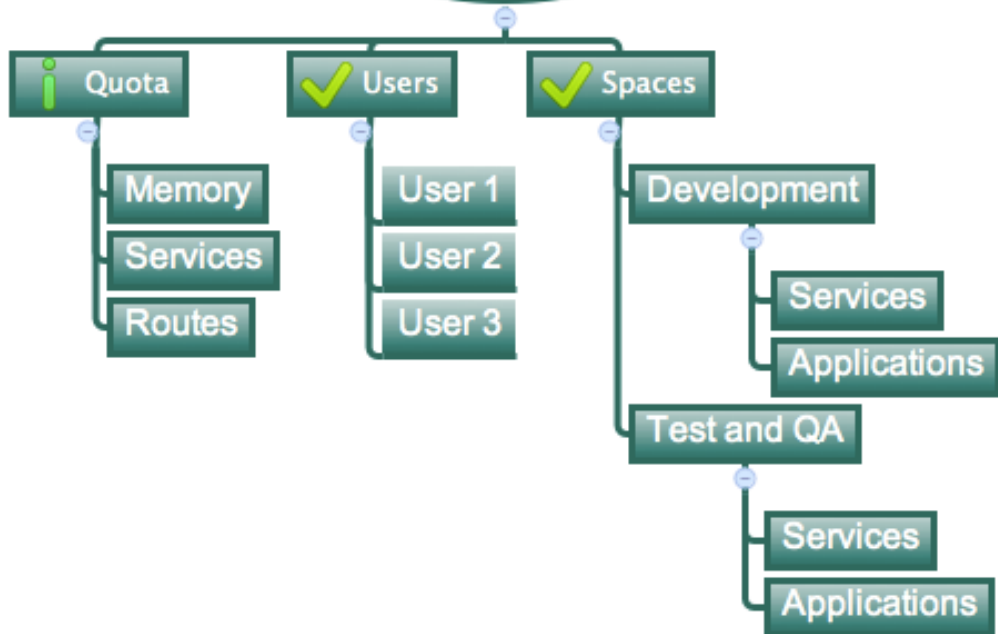 Quota
Users
Spaces
Memory
Services
Routes
User 1
User 2
User 3
Development
Services
Applications
Test and QA
Services
Applications